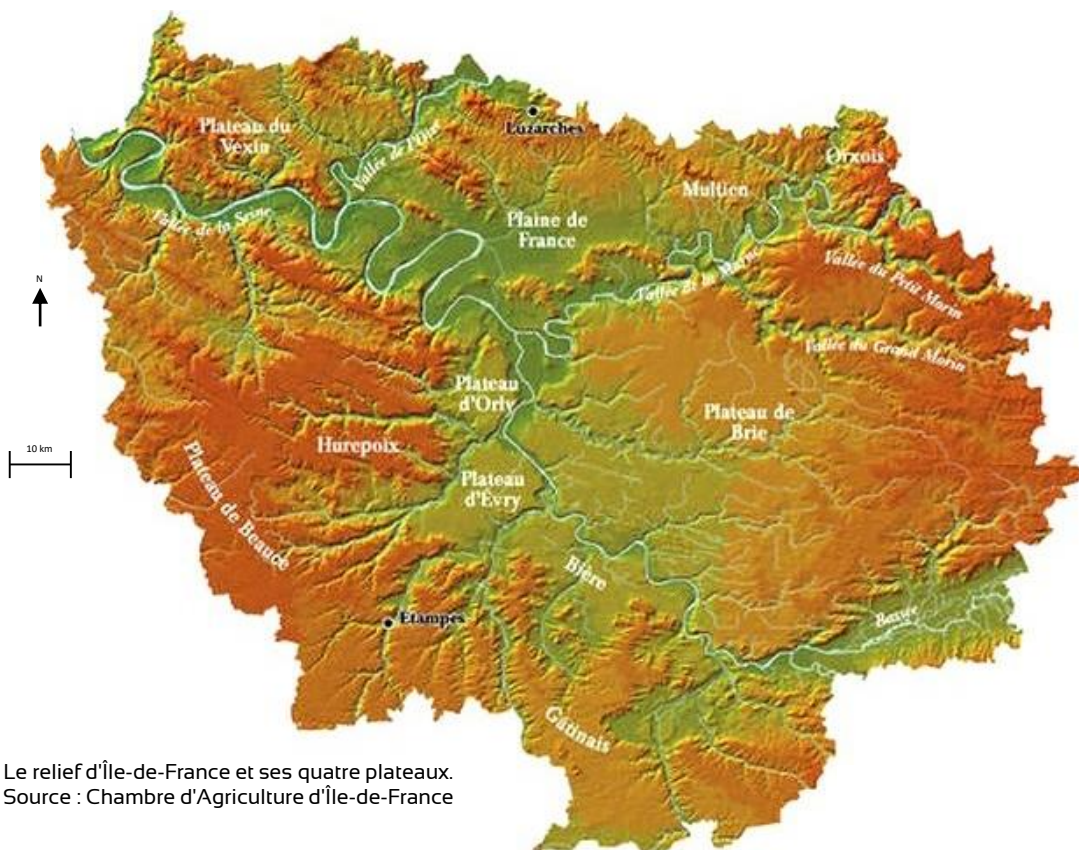 Plateau du
Vexin
Vallée de l'Oise
Luzarches
Orxois
Multien
Vallée de la Seine
Plaine de
France
Vallée de la Marne
Vallée du Petit Morin
N
Vallée du Grand Morin
Plateau
d'Orly
Plateau de
Brie
10 km
Hurepoix
Plateau de Beauce
Plateau
d'Évry
Bière
Etampes
Bassée
Gâtinais
Le relief d'Île-de-France et ses quatre plateaux.
Source : Chambre d'Agriculture d'Île-de-France